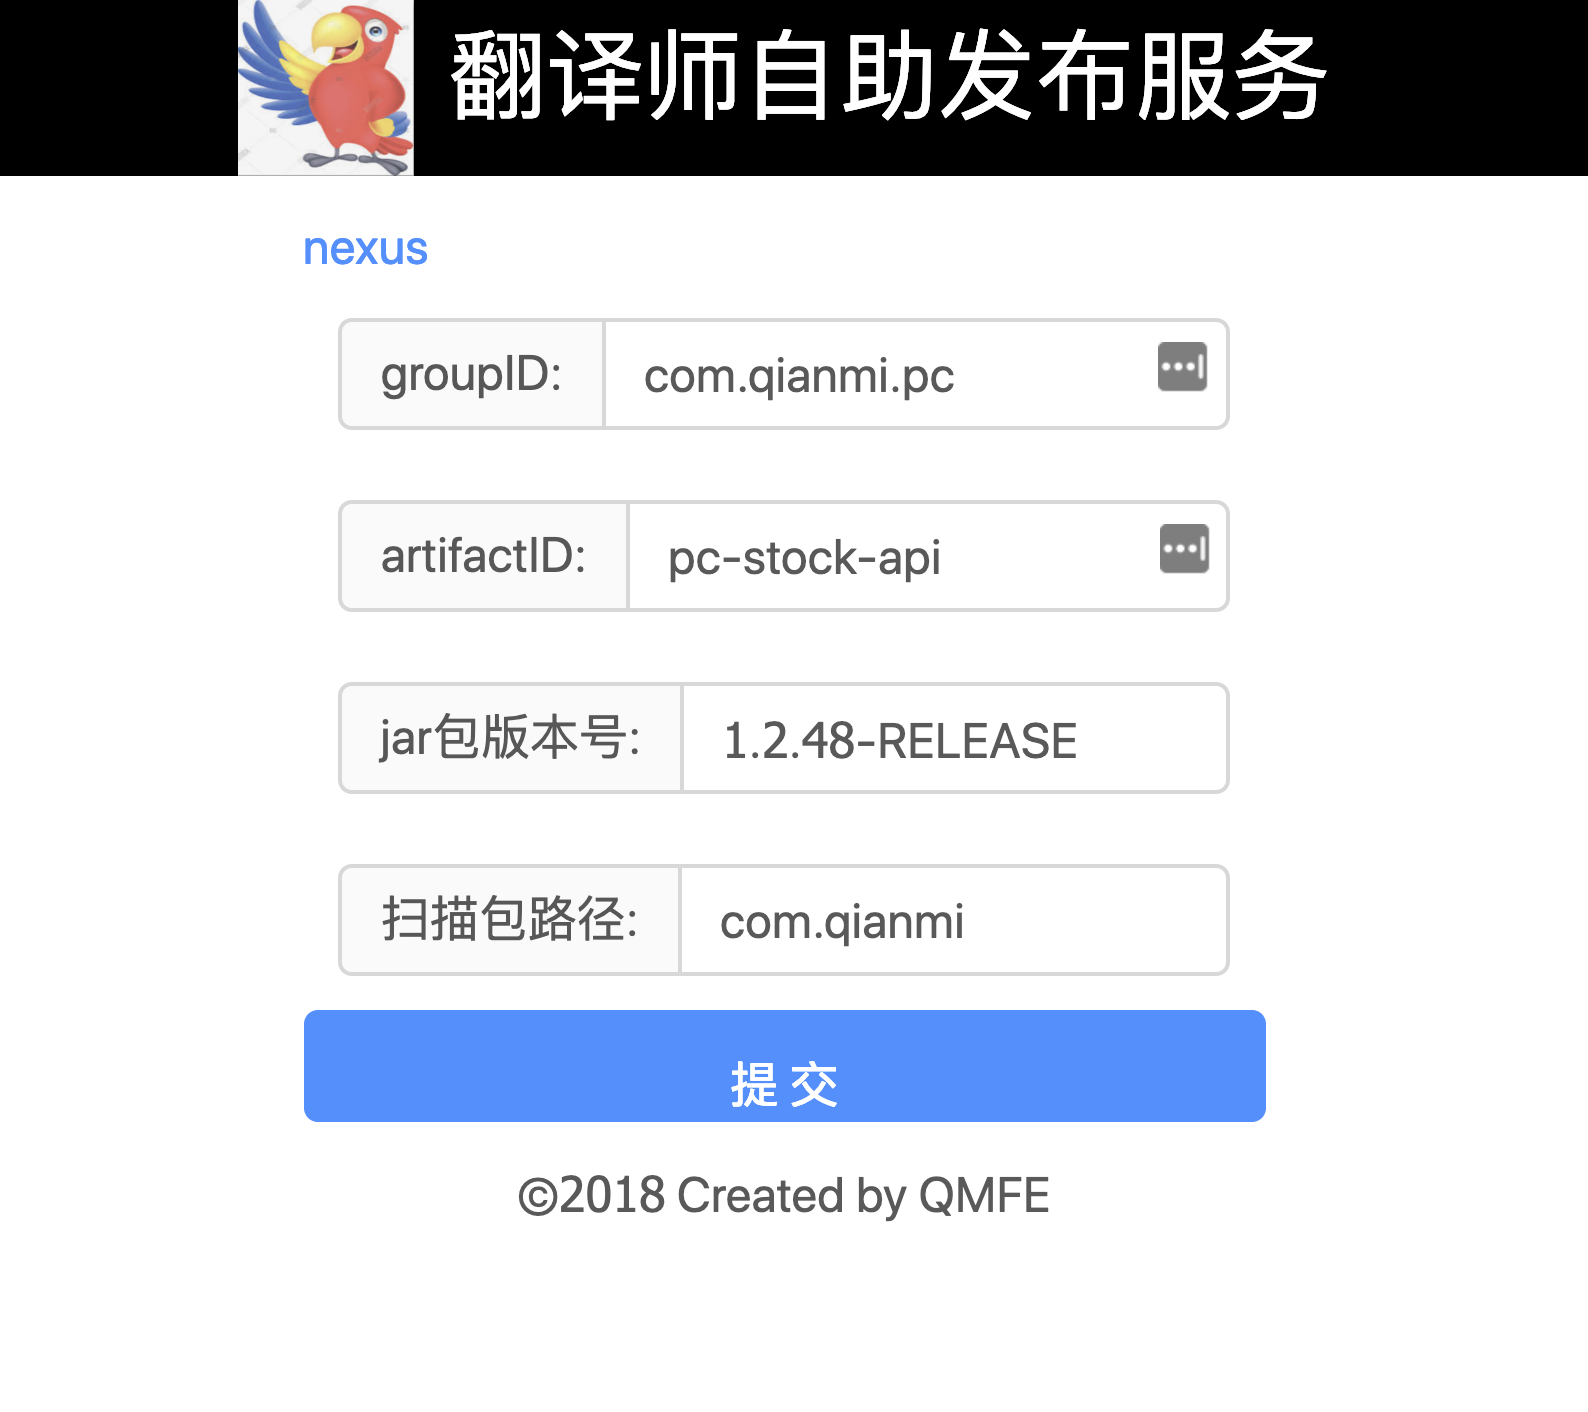 翻译师自助发布服务
nexus
groupID: com.qianmi.pc
artifactID: pc-stock-api
jar包版本号: 1.2.48-RELEASE
扫描包路径: com.qianmi
提 交
©2018 Created by QMFE